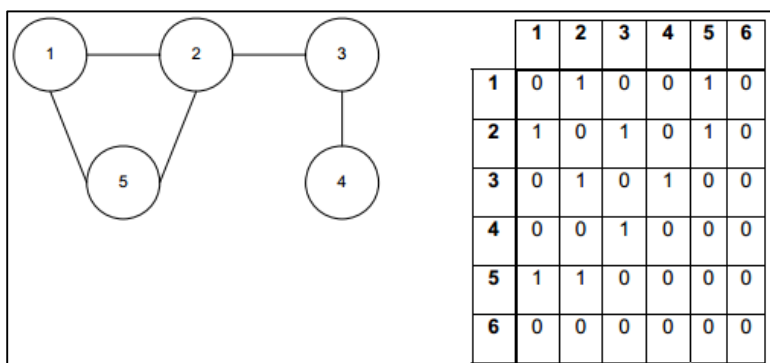 1 2 3
5 4
1 2 3 4 5 6
1 0 1 0 0 1 0
2 1 0 1 0 1 0
3 0 1 0 1 0 0
4 0 0 1 0 0 0
5 1 1 0 0 0 0
6 0 0 0 0 0 0